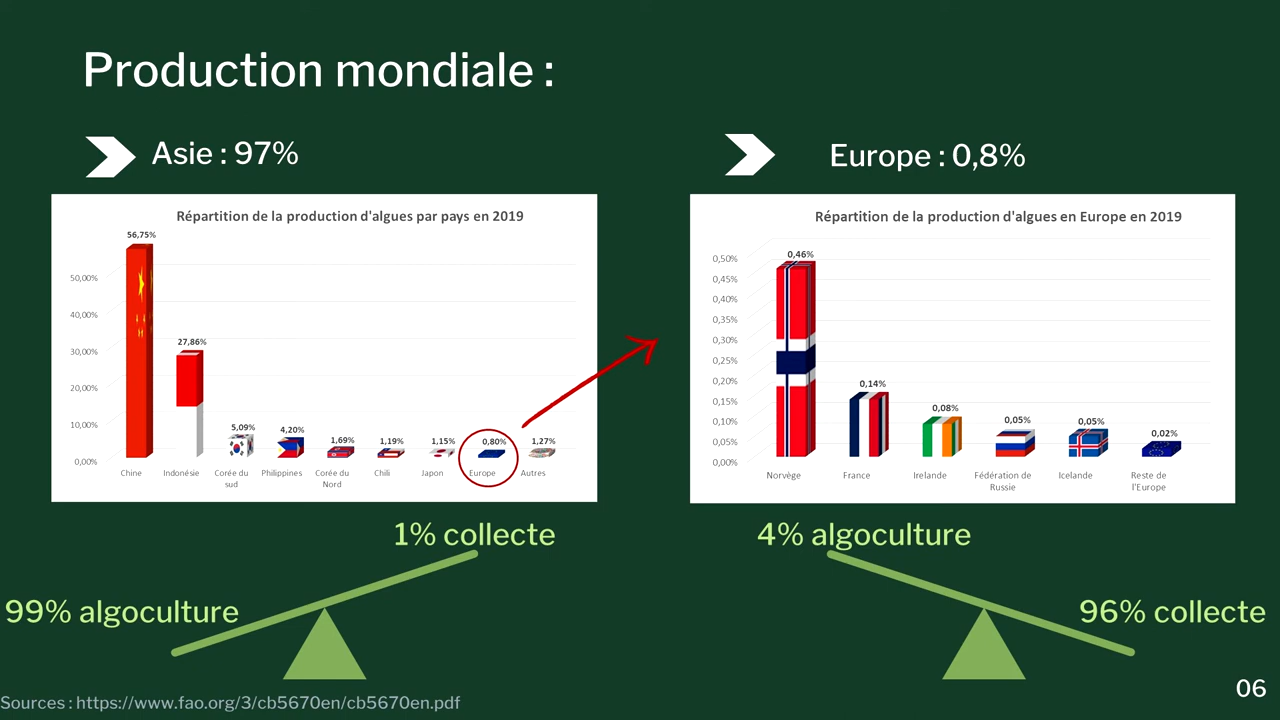 Production mondiale :
Asie : 97%
Répartition de la production d'algues par pays en 2019
56,75%
50,00%
40,00%
30,00%
20,00%
10,00%
0,00%
27,86%
5,09%
4,20%
1,69%
1,19%
1,15%
0,80%
1,27%
Chine
Indonésie
Corée du
sud
Philippines
Corée du
Nord
Chili
Japon
Europe
Autres
1% collecte
99% algoculture
Europe : 0,8%
Répartition de la production d'algues en Europe en 2019
0,50%
0,45%
0,40%
0,35%
0,30%
0,25%
0,20%
0,15%
0,10%
0,05%
0,00%
0,46%
0,14%
0,08%
0,05%
0,05%
0,02%
Norvège
France
Irelande
Fédération de
Russie
Icelande
Reste de
l'Europe
4% algoculture
96% collecte
Sources : https://www.fao.org/3/cb5670en/cb5670en.pdf
06